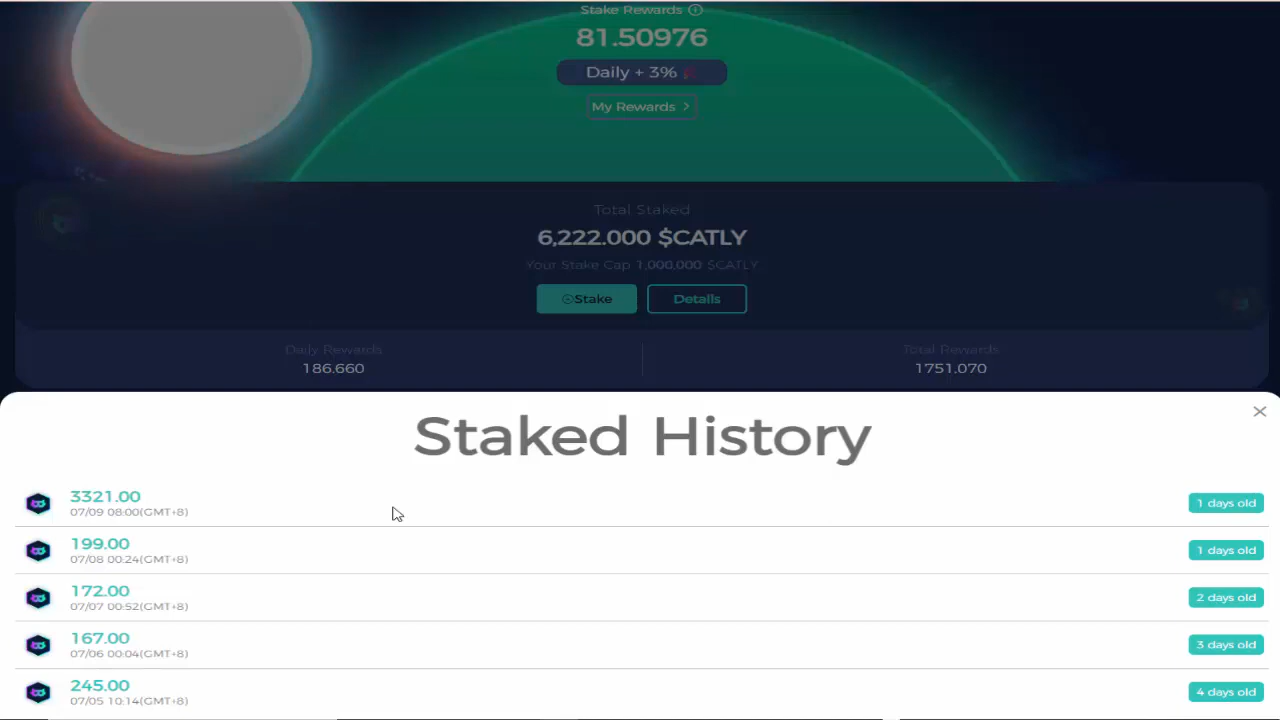 Stake Rewards
81.50976
Daily + 3%
My Rewards >
Total Staked
6,222.000 $CATLY
Your Stake Cap 1,000,000 $CATLY
Stake
Details
Daily Rewards
186.660
Total Rewards
1751.070
Staked History
3321.00
07/09 08:00(GMT+8)
1 days old
199.00
07/08 00:24(GMT+8)
1 days old
172.00
07/07 00:52(GMT+8)
2 days old
167.00
07/06 00:04(GMT+8)
3 days old
245.00
07/05 10:14(GMT+8)
4 days old